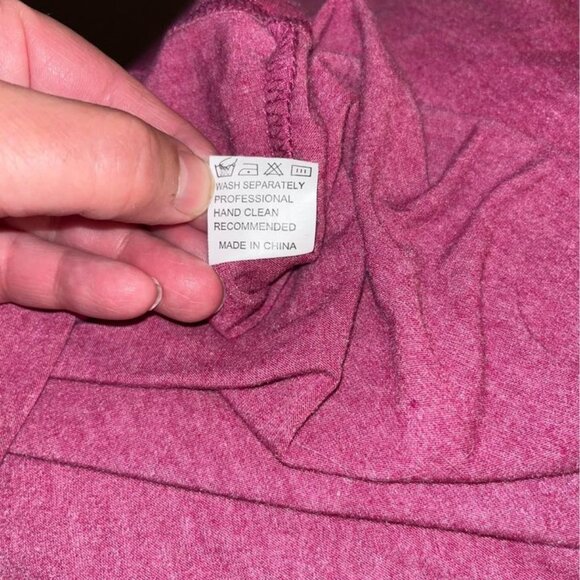 WASH SEPARATELY
PROFESSIONAL
HAND CLEAN
RECOMMENDED
MADE IN CHINA